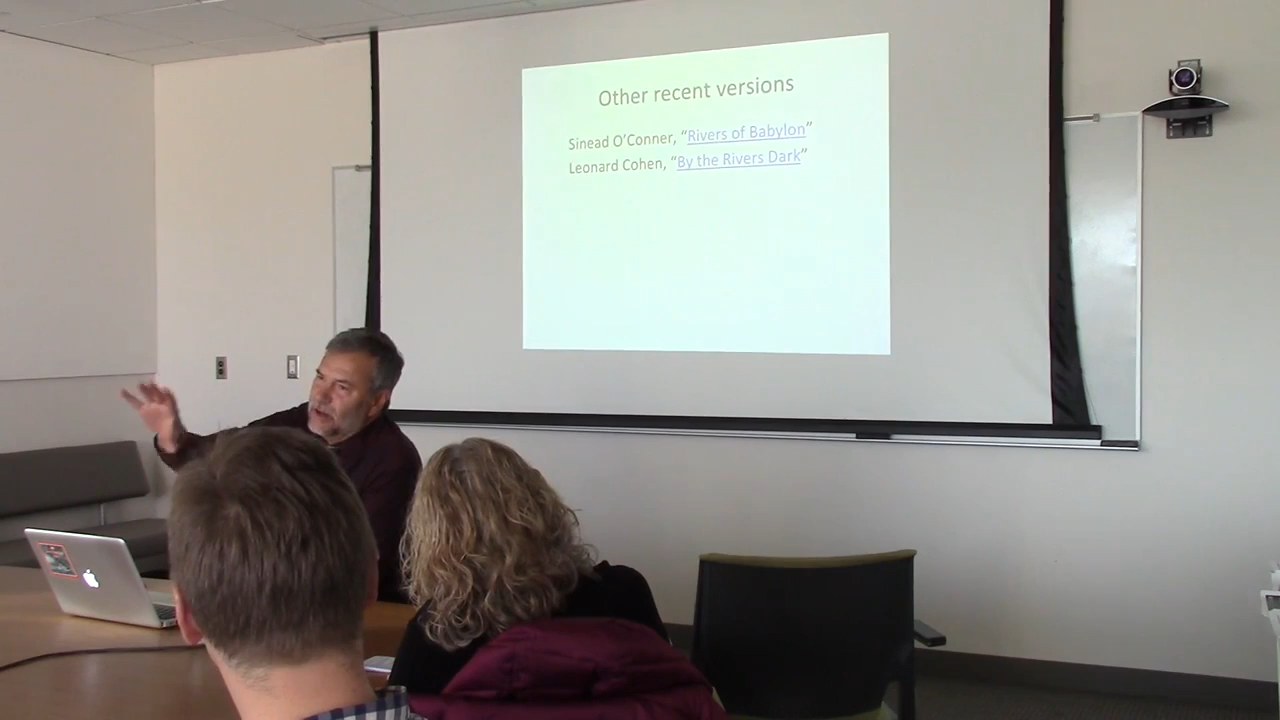 Other recent versions
Sinead O'Conner, “Rivers of Babylon”
Leonard Cohen, “By the Rivers Dark”